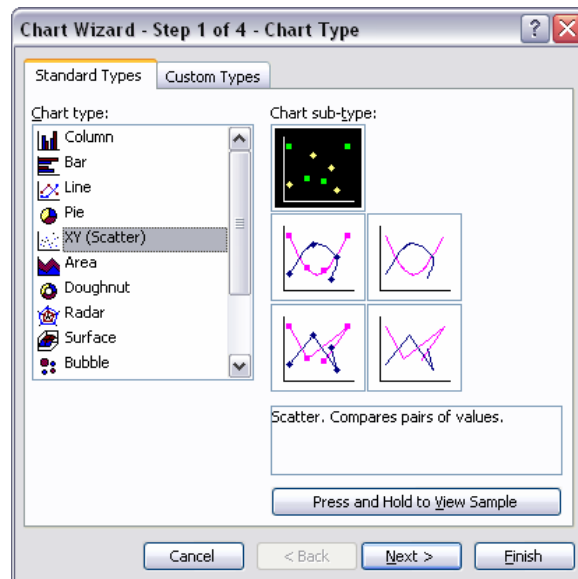 Chart Wizard - Step 1 of 4 - Chart Type
Standard Types
Custom Types
Chart type:
Column
Bar
Line
Pie
XY (Scatter)
Area
Doughnut
Radar
Surface
Bubble
Chart sub-type:
Scatter. Compares pairs of values.
Press and Hold to View Sample
Cancel
< Back
Next >
Finish